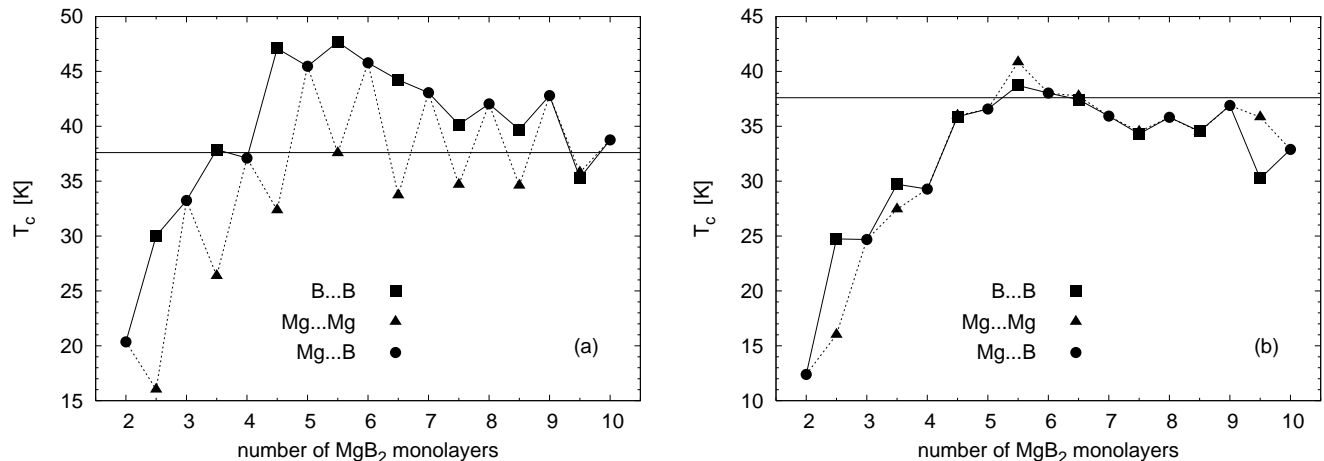 50
45
40
35
30
25
20
15
T_c [K]
B...B
Mg...Mg
Mg...B
(a)
2 3 4 5 6 7 8 9 10
number of MgB₂ monolayers
45
40
35
30
25
20
15
10
T_c [K]
B...B
Mg...Mg
Mg...B
(b)
2 3 4 5 6 7 8 9 10
number of MgB₂ monolayers